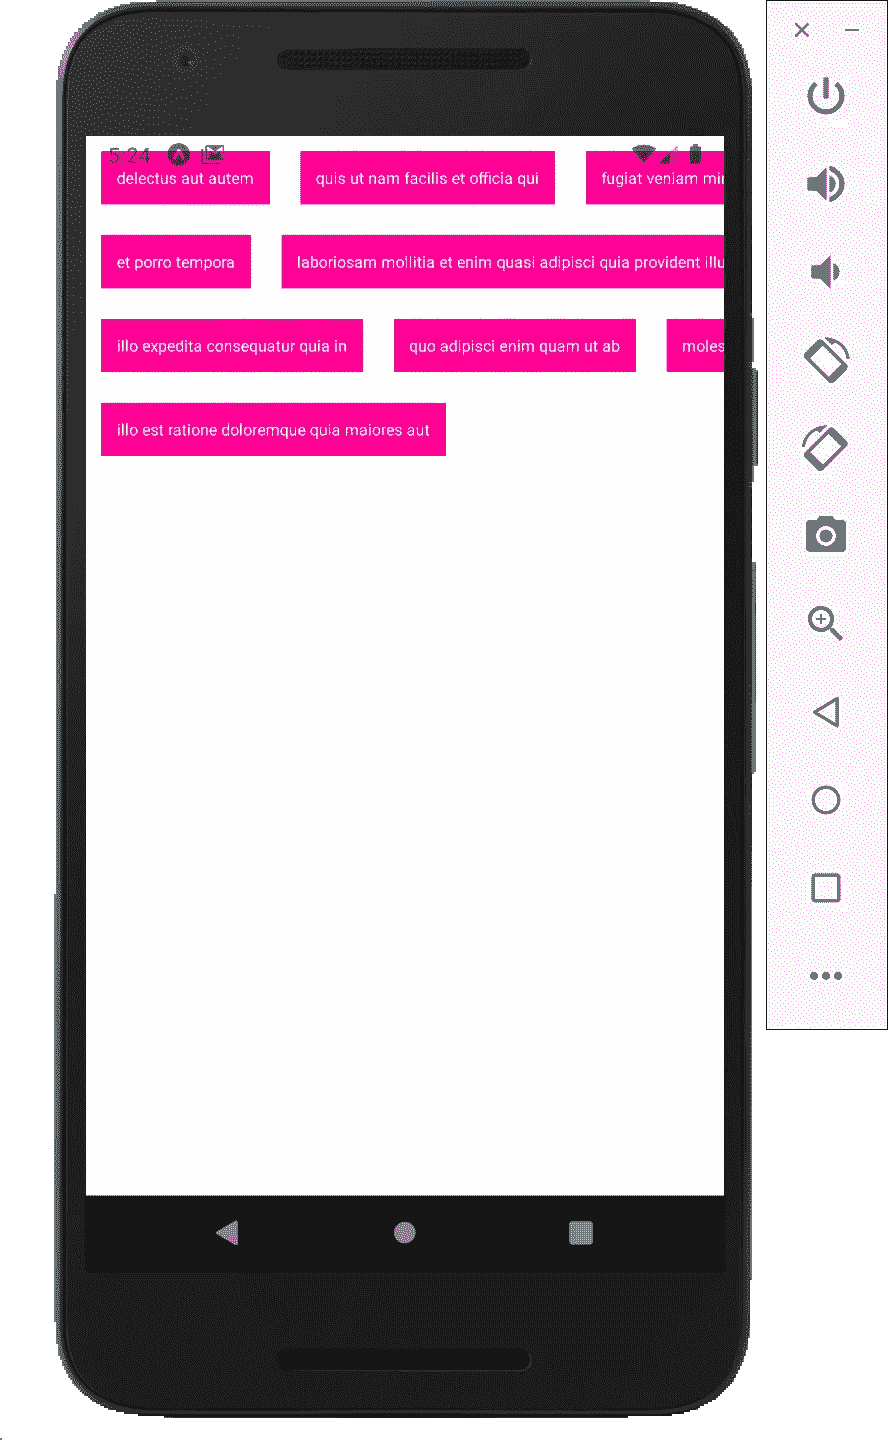 5:24
delectus aut autem
quis ut nam facilis et officia qui
fugiat veniam mi
et porro tempora
laboriosam mollitia et enim quasi adipisci quia provident illu
illo expedita consequatur quia in
quo adipisci enim quam ut ab
moles
illo est ratione doloremque quia maiores aut